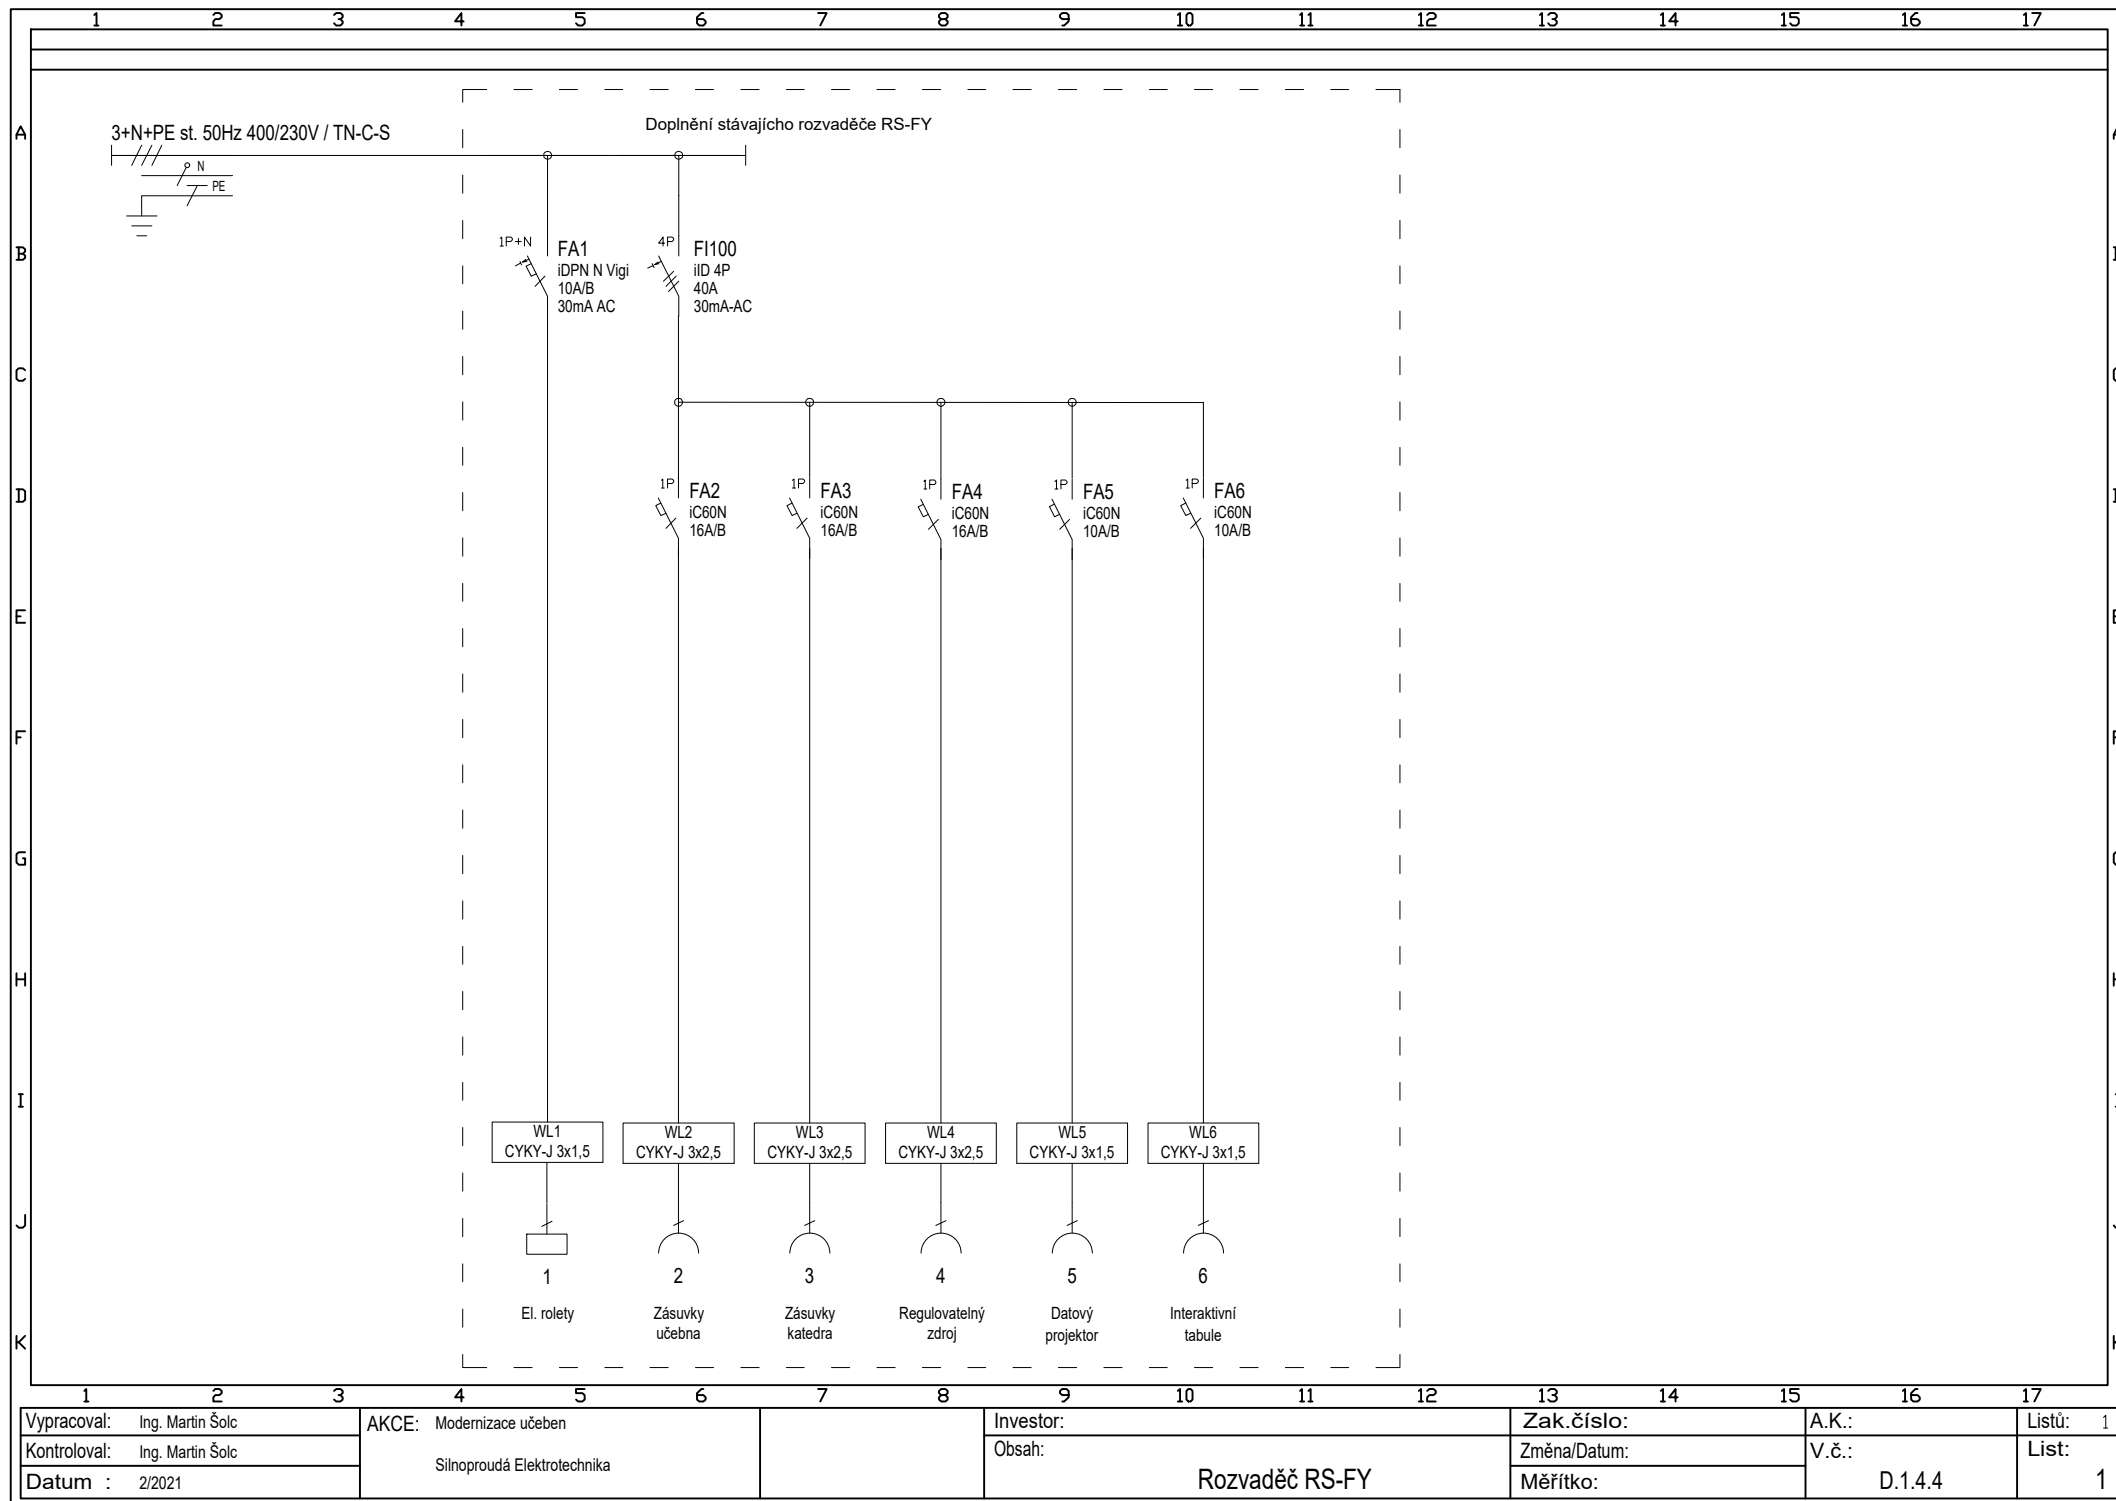 1 2 3 4 5 6 7 8 9 10 11 12 13 14 15 16 17
A
3+N+PE st. 50Hz 400/230V / TN-C-S
Doplnění stávajícho rozvaděče RS-FY
N
PE
B
1P+N
FA1
iDPN N Vigi
10A/B
30mA AC
4P
FI100
iID 4P
40A
30mA-AC
C
D
1P
FA2
iC60N
16A/B
1P
FA3
iC60N
16A/B
1P
FA4
iC60N
16A/B
1P
FA5
iC60N
10A/B
1P
FA6
iC60N
10A/B
E
E
F
F
G
H
I
WL1
CYKY-J 3x1,5
WL2
CYKY-J 3x2,5
WL3
CYKY-J 3x2,5
WL4
CYKY-J 3x2,5
WL5
CYKY-J 3x1,5
WL6
CYKY-J 3x1,5
J
1
El. rolety
2
Zásuvky
učebna
3
Zásuvky
katedra
4
Regulovatelný
zdroj
5
Datový
projektor
6
Interaktivní
tabule
K
1 2 3 4 5 6 7 8 9 10 11 12 13 14 15 16 17
Vypracoval: Ing. Martin Šolc
Kontroloval: Ing. Martin Šolc
Datum : 2/2021
AKCE: Modernizace učeben
Silnoproudá Elektrotechnika
Investor:
Obsah:
Rozvaděč RS-FY
Zak.číslo:
Změna/Datum:
Měřítko:
A.K.:
V.č.:
D.1.4.4
Listů: 1
List:
1